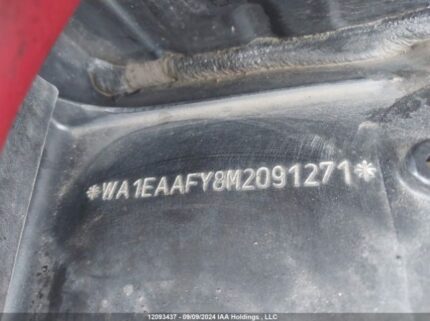 *WA1EAAFY8M2091271*
12093437 - 09/09/2024 IAA Holdings , LLC